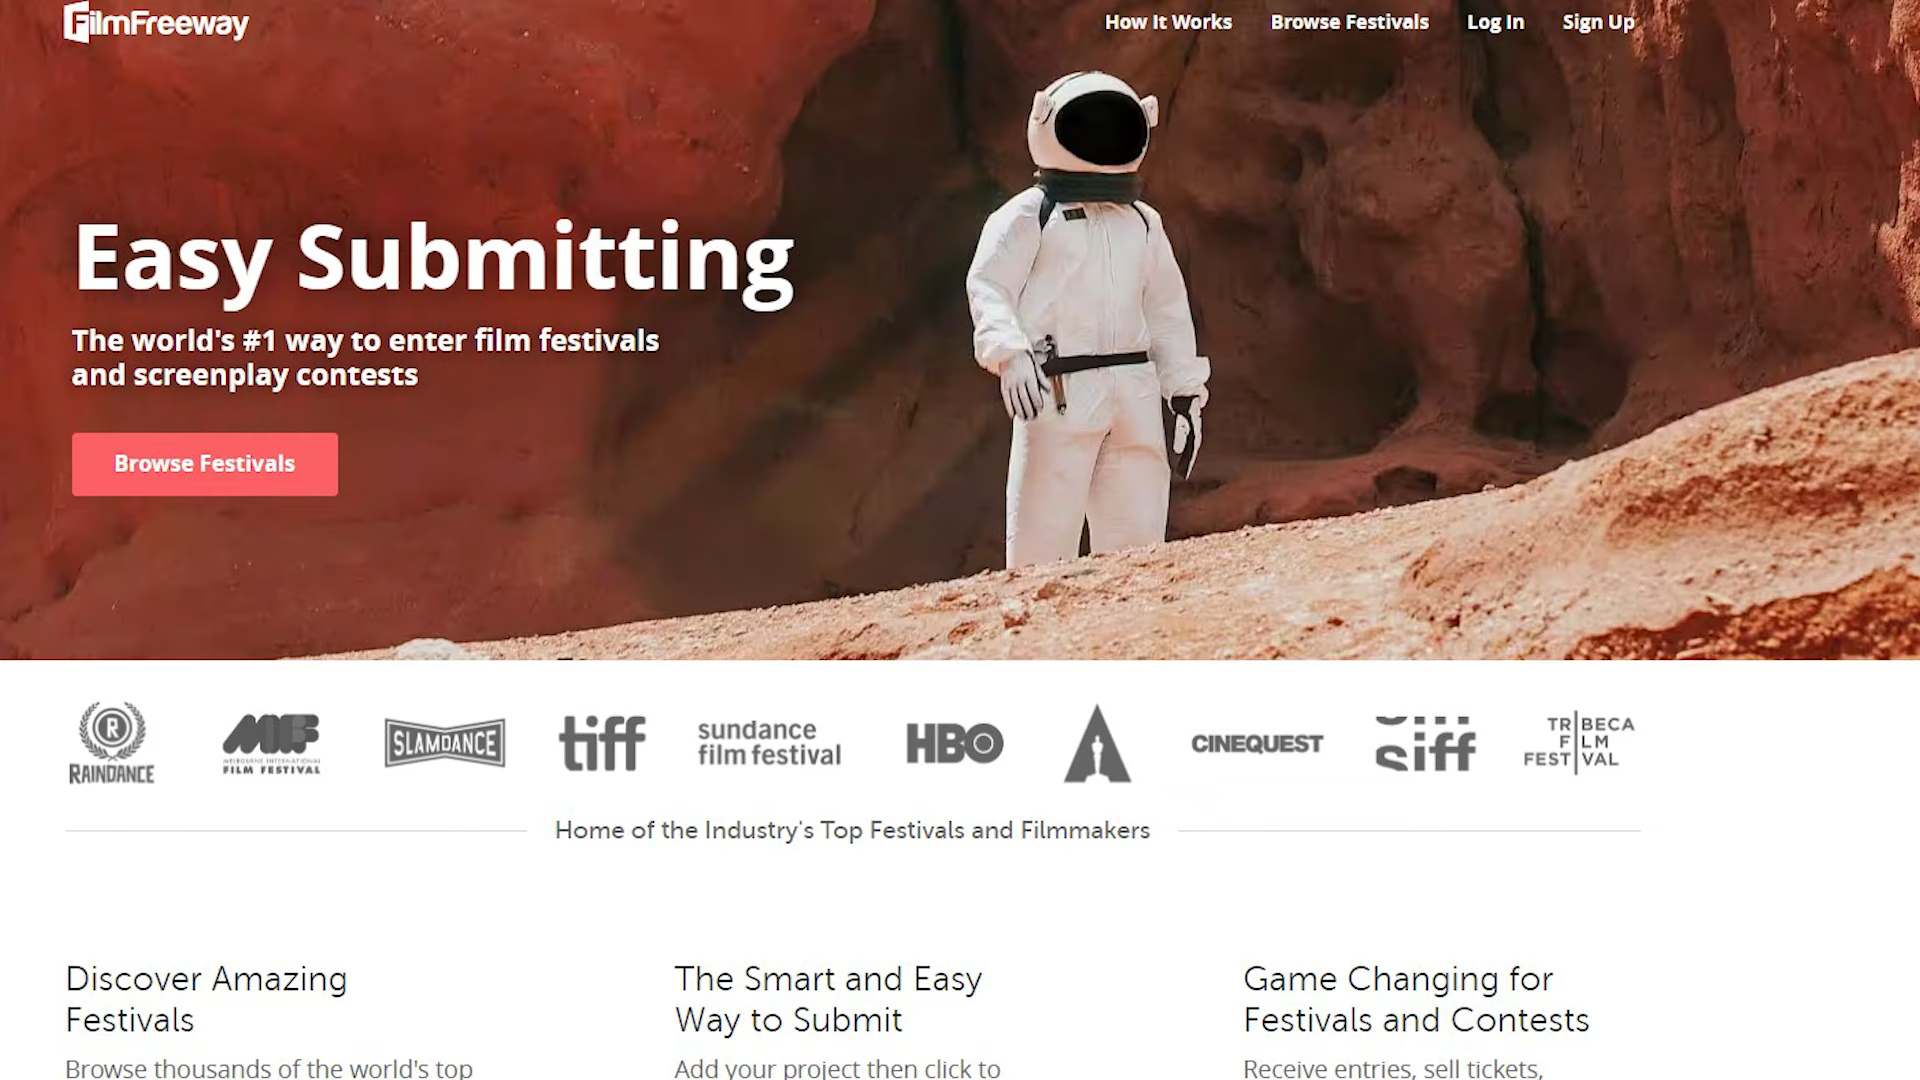 FilmFreeway
How It Works
Browse Festivals
Log In
Sign Up
Easy Submitting
The world's #1 way to enter film festivals
and screenplay contests
Browse Festivals
R
RAINDANCE
MIFF
MELBOURNE INTERNATIONAL
FILM FESTIVAL
SLAMDANCE
tiff
sundance
film festival
HBO
CINEQUEST
siff
TRIBECA
FILM
FESTIVAL
Home of the Industry's Top Festivals and Filmmakers
Discover Amazing
Festivals
Browse thousands of the world's top
The Smart and Easy
Way to Submit
Add your project then click to
Game Changing for
Festivals and Contests
Receive entries, sell tickets,